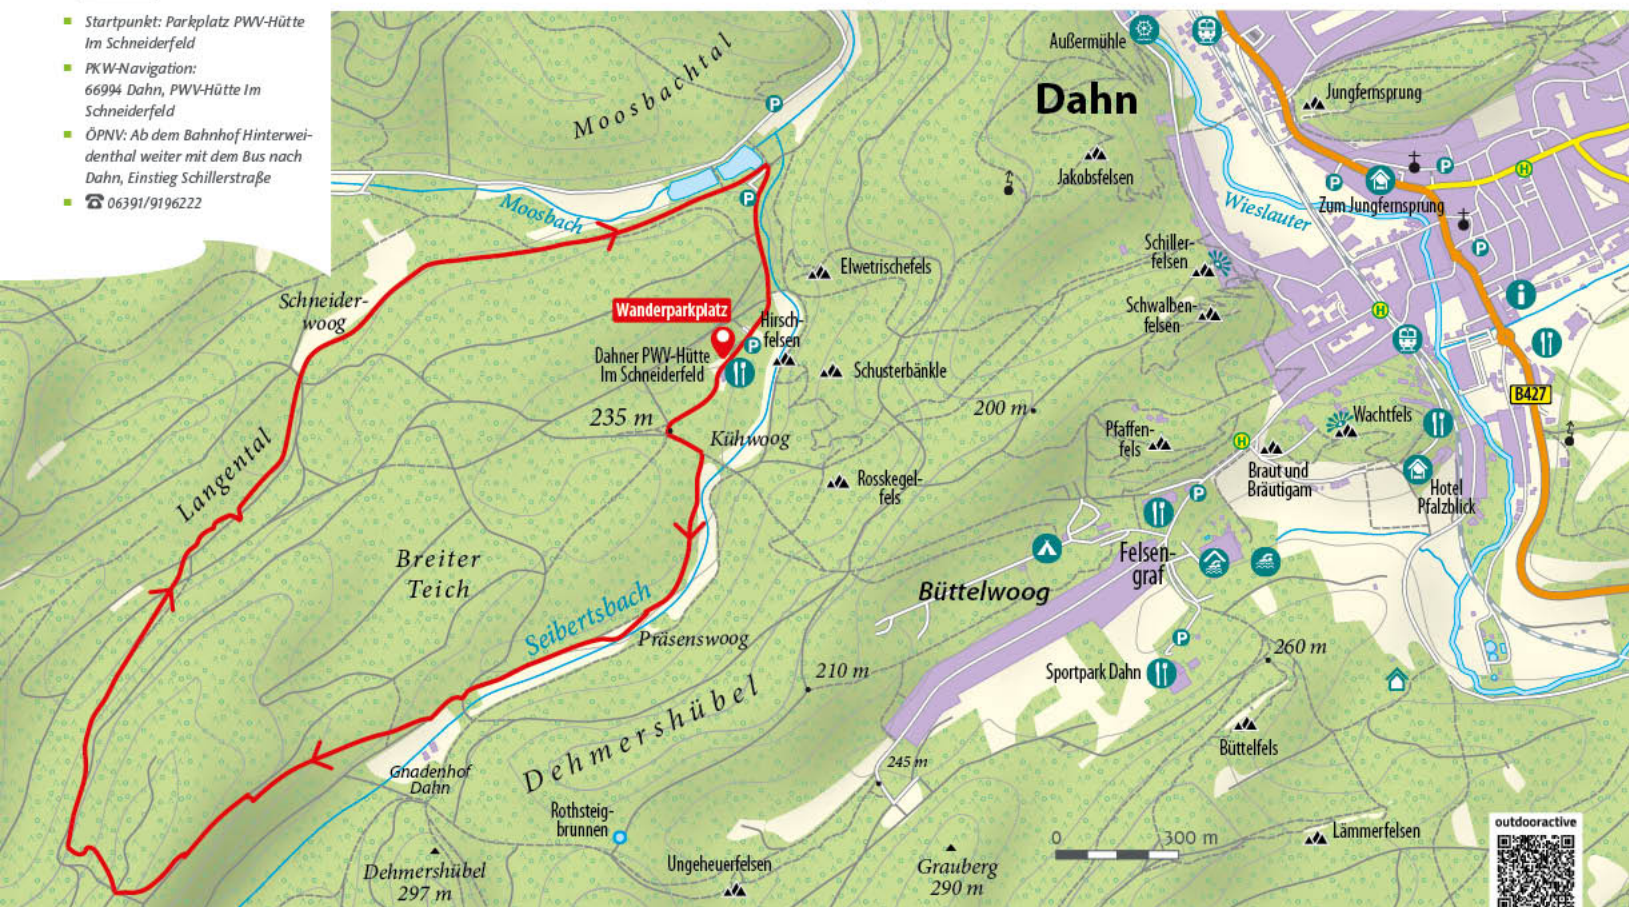 Startpunkt: Parkplatz PWV-Hütte
Im Schneiderfeld
PKW-Navigation:
66994 Dahn, PWV-Hütte Im
Schneiderfeld
ÖPNV: Ab dem Bahnhof Hinterwei-
denthal weiter mit dem Bus nach
Dahn, Einstieg Schillerstraße
☎ 06391/9196222
Moosbachtal
P
P
Moosbach
Schneider-
woog
Langental
Wanderparkplatz
Hirsch-
felsen
P
Dahner PWV-Hütte
Im Schneiderfeld
235 m
Kühwoog
Elwetrischefels
Schusterbänkle
Rosskegel-
fels
Breiter
Teich
Seibertsbach
Präsenswoog
Gnadenhof
Dahn
Dehmershübel
Rothsteig-
brunnen
Dehmershübel
297 m
Ungeheuerfelsen
210 m
245 m
Grauberg
290 m
Außermühle
Dahn
Jakobsfelsen
Jungfernsprung
P
P
H
Zum Jungfernsprung
P
Wieslauter
Schiller-
felsen
Schwalben-
felsen
H
i
B427
200 m
Pfaffen-
fels
H
Wachtfels
Braut und
Bräutigam
Hotel
Pfalzblick
P
Felsen-
graf
Büttelwoog
P
Sportpark Dahn
260 m
Büttelfels
0 300 m
Lämmerfelsen
outdooractive